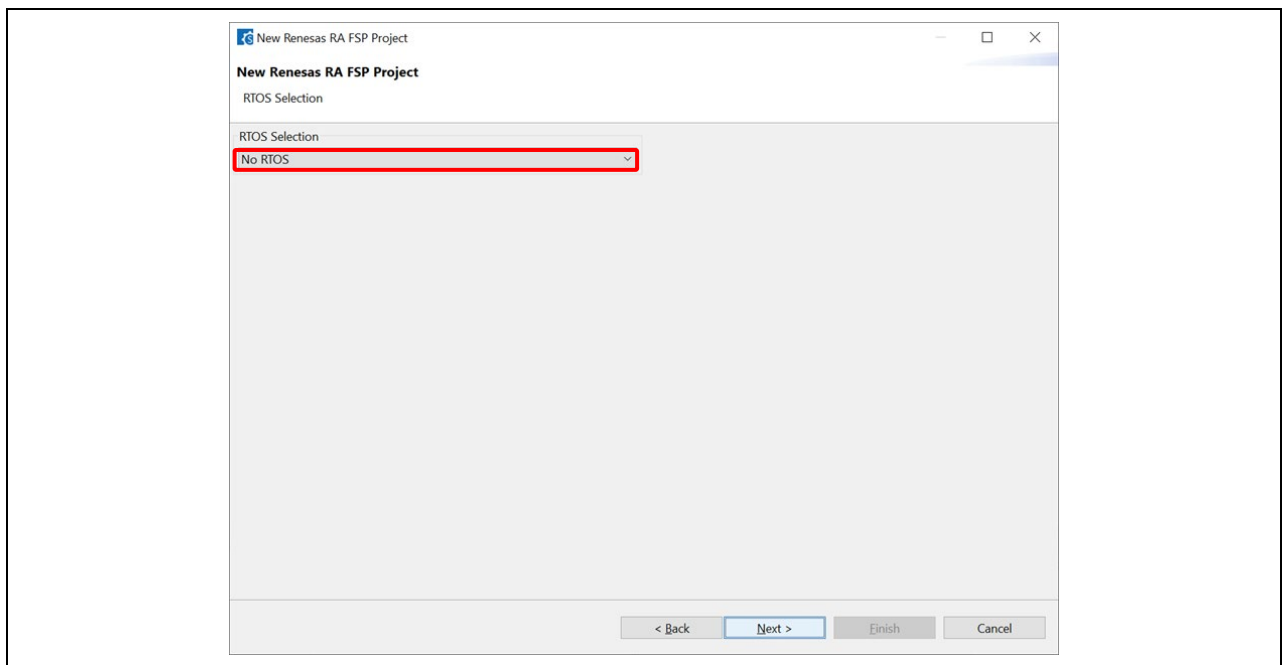 New Renesas RA FSP Project
New Renesas RA FSP Project
RTOS Selection
RTOS Selection
No RTOS
< Back Next > Finish Cancel